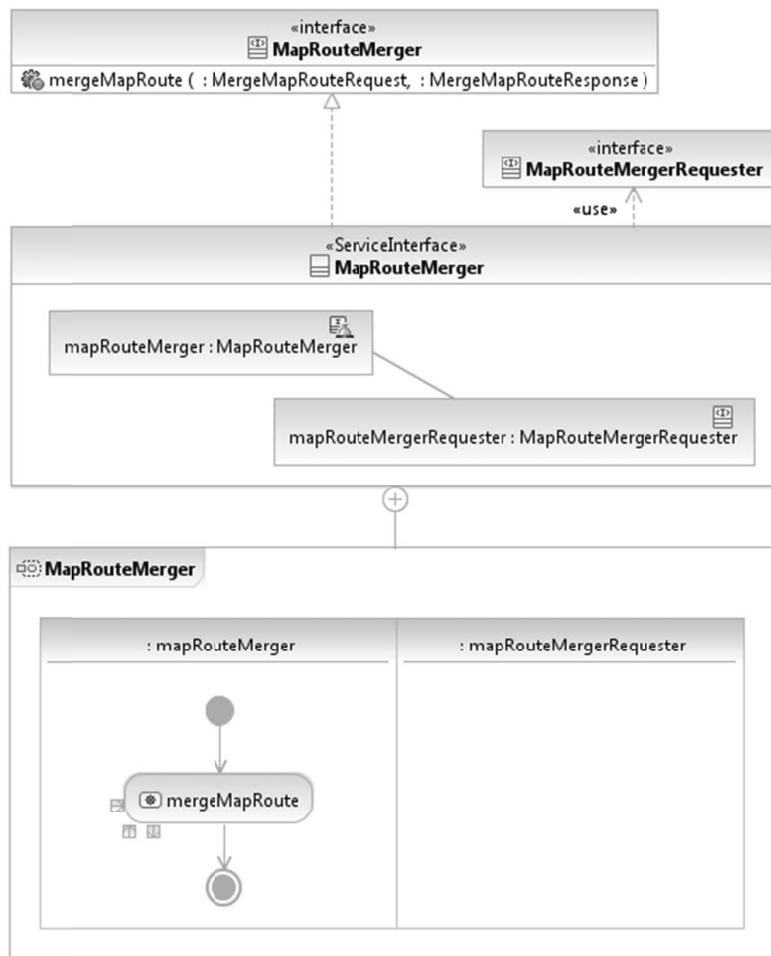 «interface»
MapRouteMerger
mergeMapRoute ( : MergeMapRouteRequest, : MergeMapRouteResponse )
«interface»
MapRouteMergerRequester
«use»
«ServiceInterface»
MapRouteMerger
mapRouteMerger : MapRouteMerger
mapRouteMergerRequester : MapRouteMergerRequester
MapRouteMerger
: mapRouteMerger
: mapRouteMergerRequester
mergeMapRoute